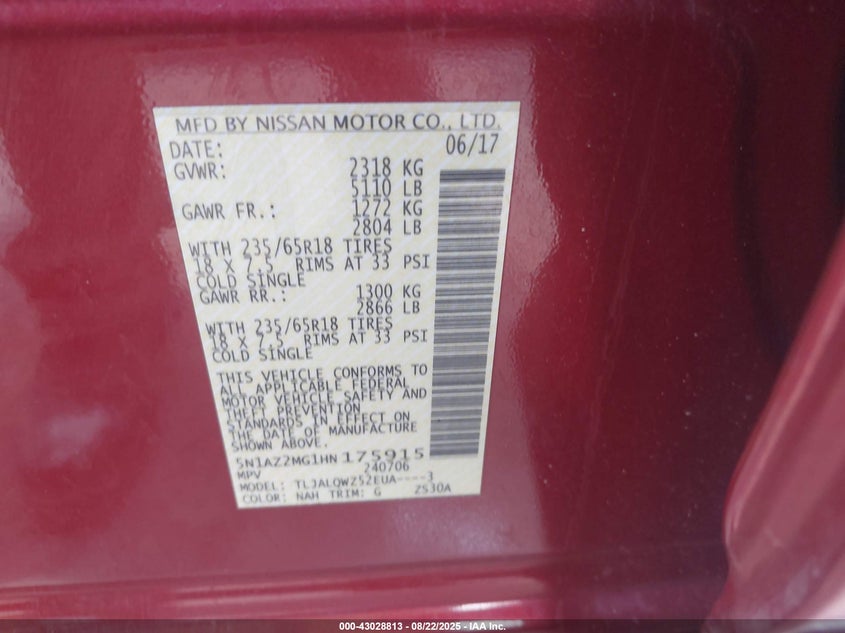 MFD BY NISSAN MOTOR CO., LTD.
DATE: 06/17
GVWR: 2318 KG
5110 LB
GAWR FR.: 1272 KG
2804 LB
WITH 235/65R18 TIRES
18 X 7.5 RIMS AT 33 PSI
COLD SINGLE
GAWR RR.: 1300 KG
2866 LB
WITH 235/65R18 TIRES
18 X 7.5 RIMS AT 33 PSI
COLD SINGLE
THIS VEHICLE CONFORMS TO
ALL APPLICABLE FEDERAL
MOTOR VEHICLE SAFETY AND
THEFT PREVENTION
STANDARDS IN EFFECT ON
THE DATE OF MANUFACTURE
SHOWN ABOVE.
5N1AZ2MG1HN175915
MPV 240706
MODEL: TLJALQWZ52EUA----3
COLOR: NAH TRIM: G Z530A
000-43028813 - 08/22/2025 - IAA Inc.